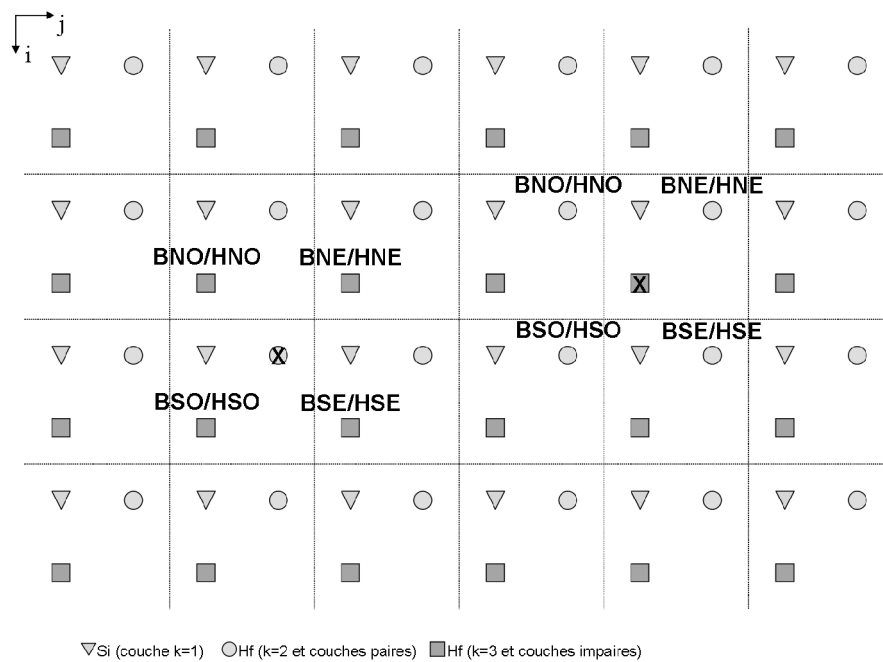 j
i
BNO/HNO BNE/HNE
BNO/HNO BNE/HNE
X
BSO/HSO BSE/HSE
X
BSO/HSO BSE/HSE
Si (couche k=1) Hf (k=2 et couches paires) Hf (k=3 et couches impaires)